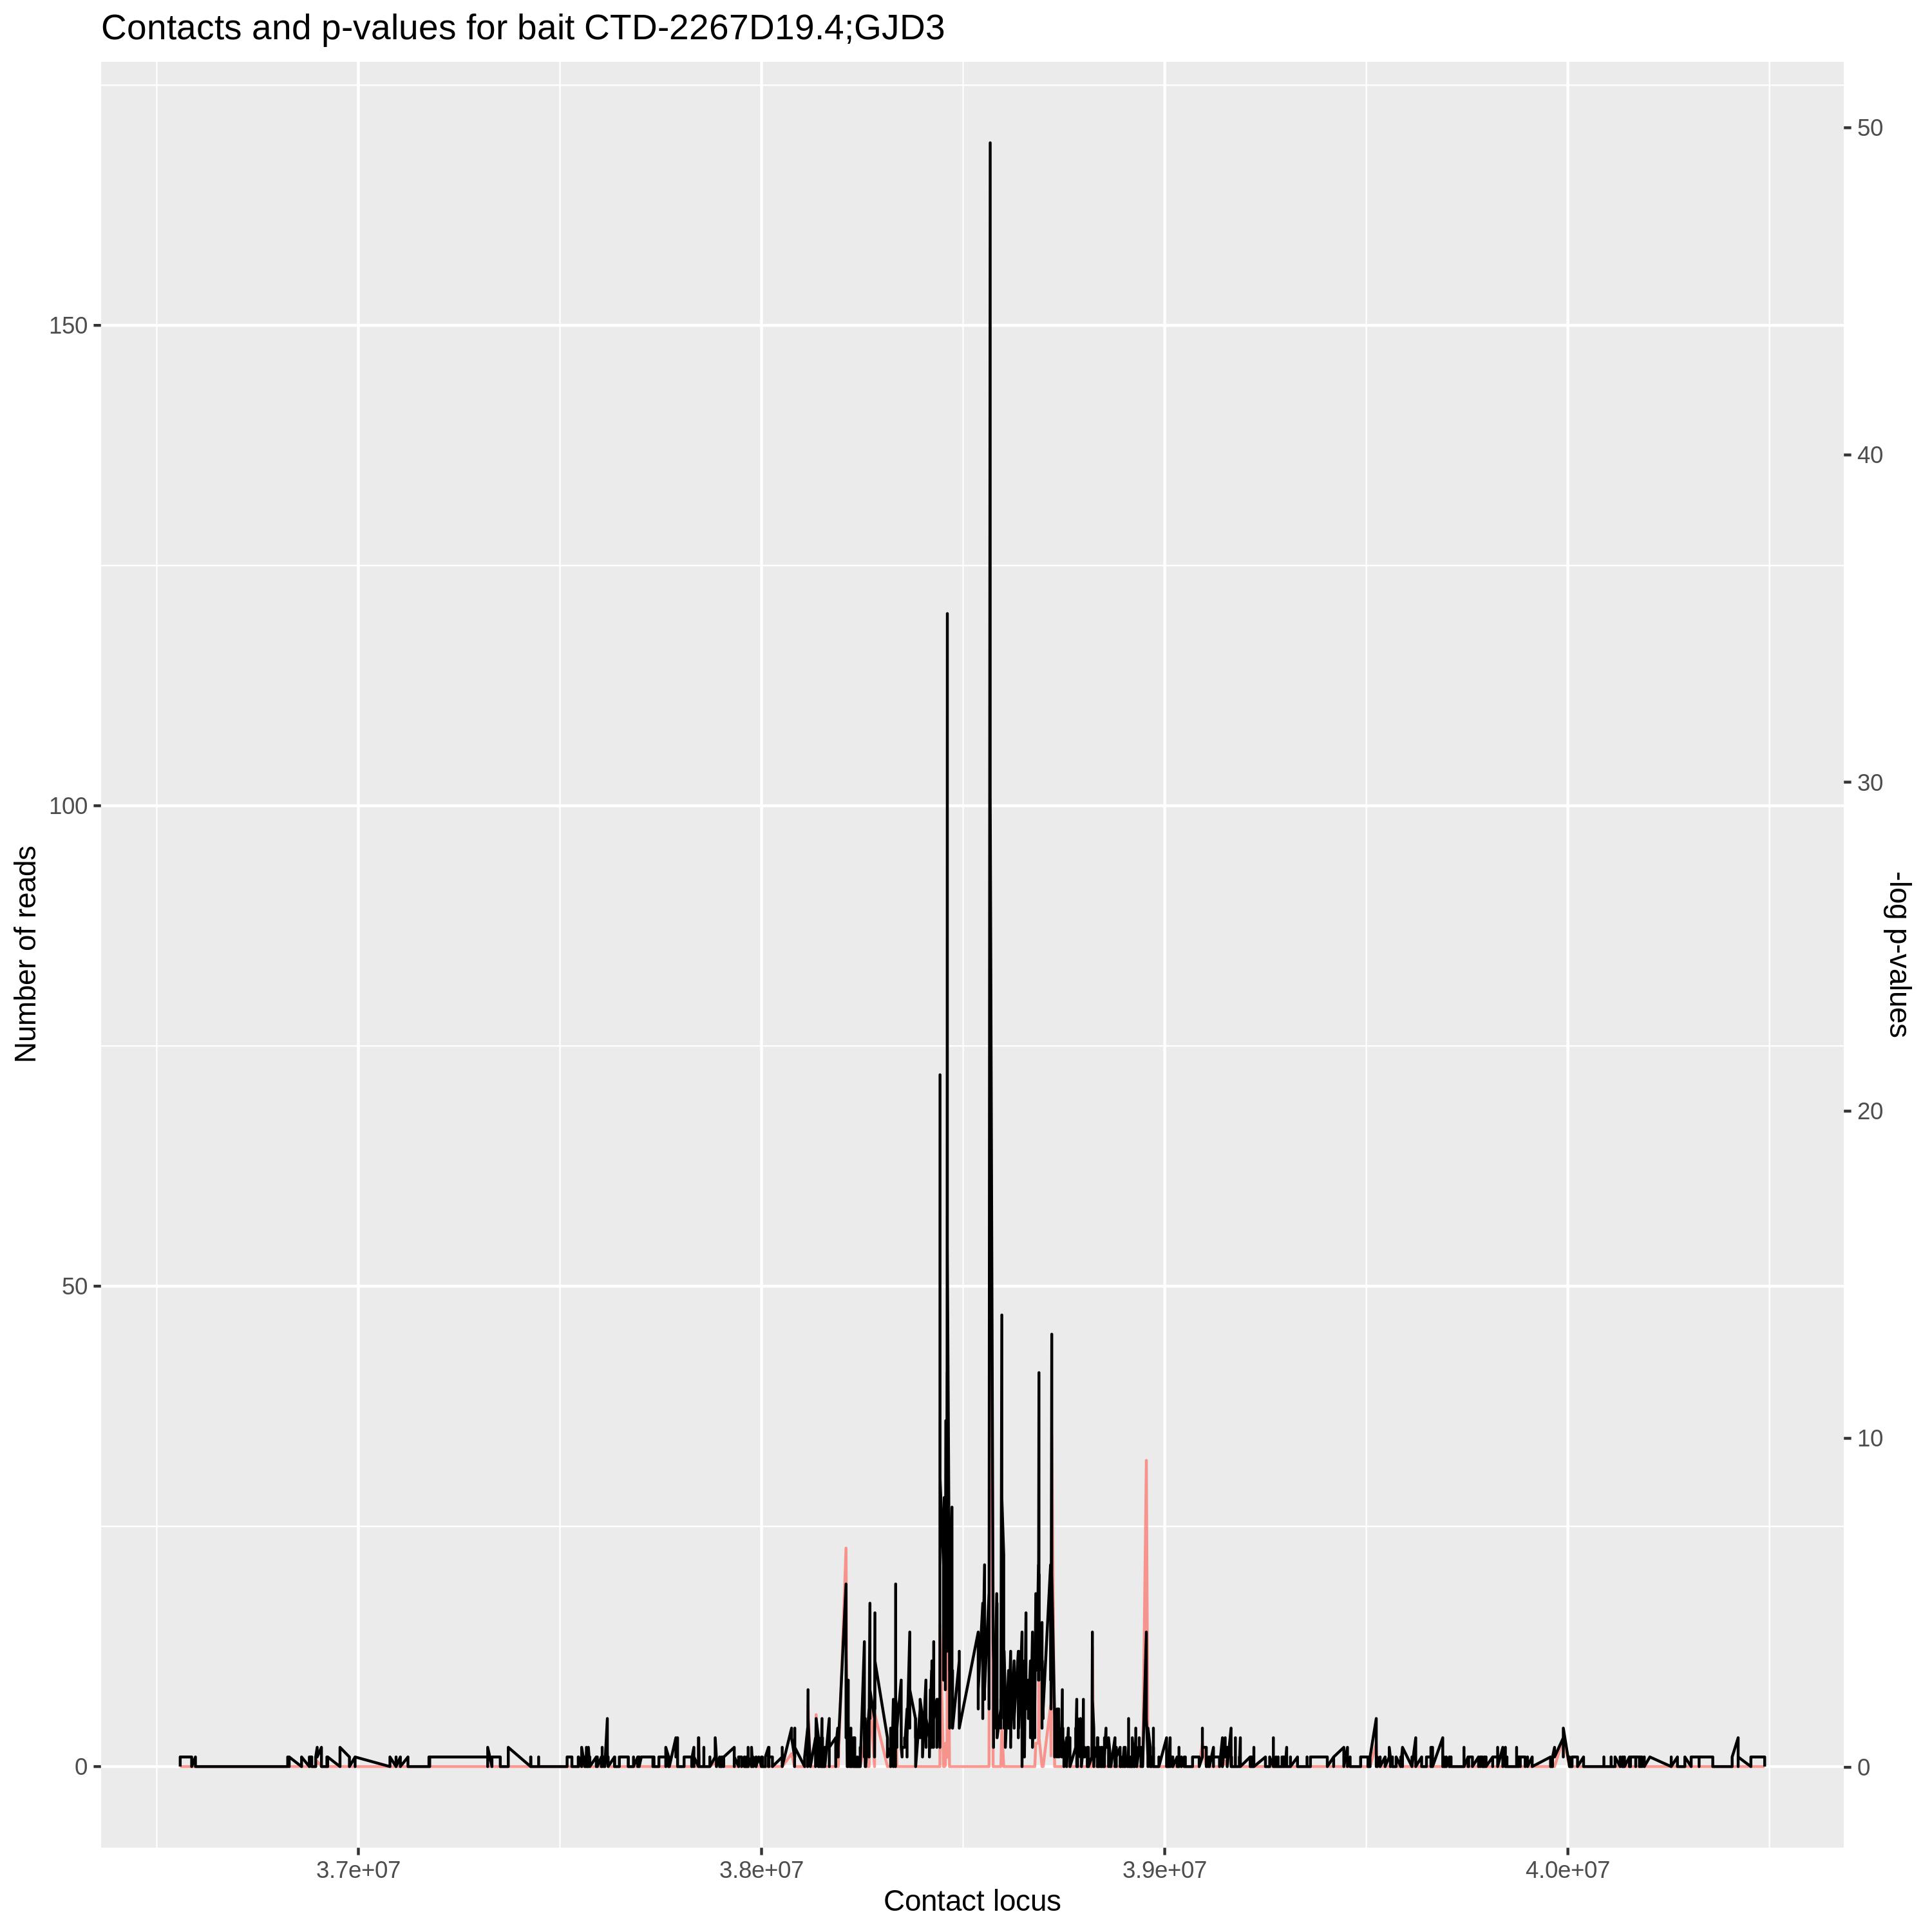 Contacts and p-values for bait CTD-2267D19.4;GJD3
Number of reads
150
100
50
0
50
40
30
20
10
0
-log p-values
3.7e+07 3.8e+07 3.9e+07 4.0e+07
Contact locus